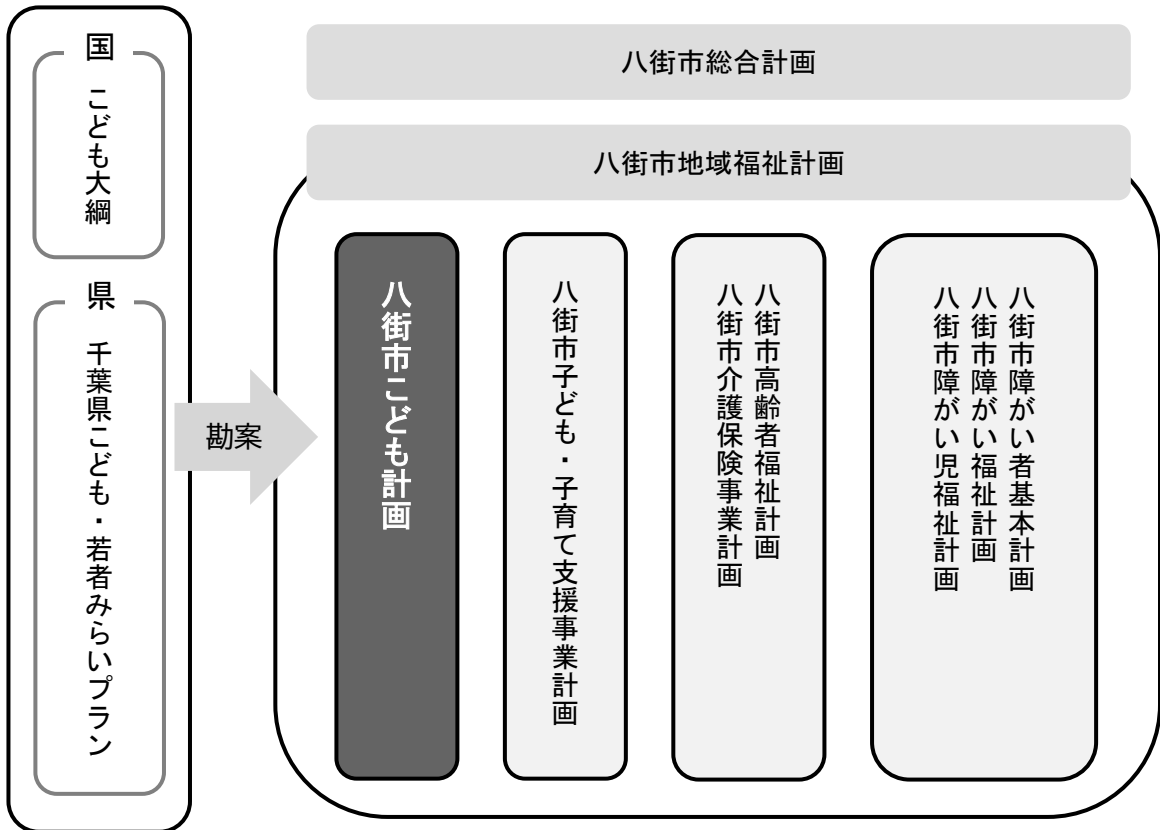 国
こども大綱
県
千葉県こども・若者みらいプラン
勘案
八街市総合計画
八街市地域福祉計画
八街市こども計画
八街市子ども・子育て支援事業計画
八街市高齢者福祉計画
八街市介護保険事業計画
八街市障がい者基本計画
八街市障がい福祉計画
八街市障がい児福祉計画